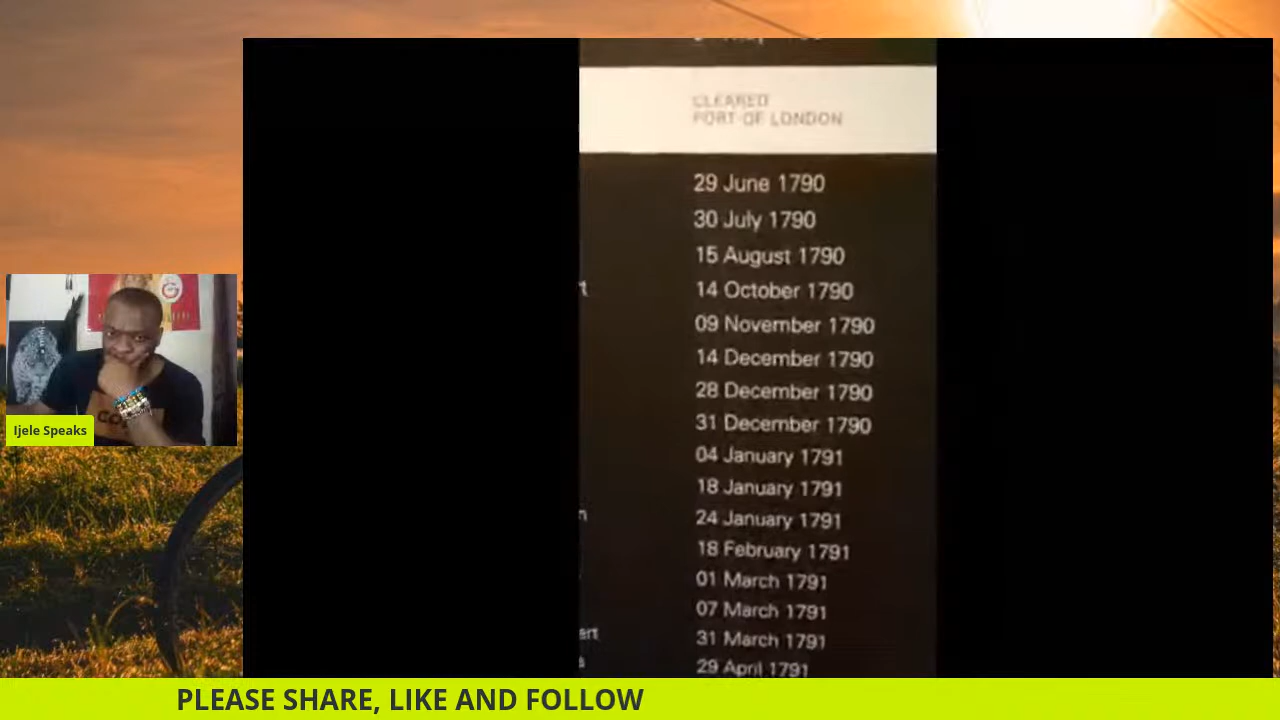 CLEARED
PORT OF LONDON
29 June 1790
30 July 1790
15 August 1790
14 October 1790
09 November 1790
14 December 1790
28 December 1790
31 December 1790
04 January 1791
18 January 1791
24 January 1791
18 February 1791
01 March 1791
07 March 1791
31 March 1791
29 April 1791
Ijele Speaks
PLEASE SHARE, LIKE AND FOLLOW